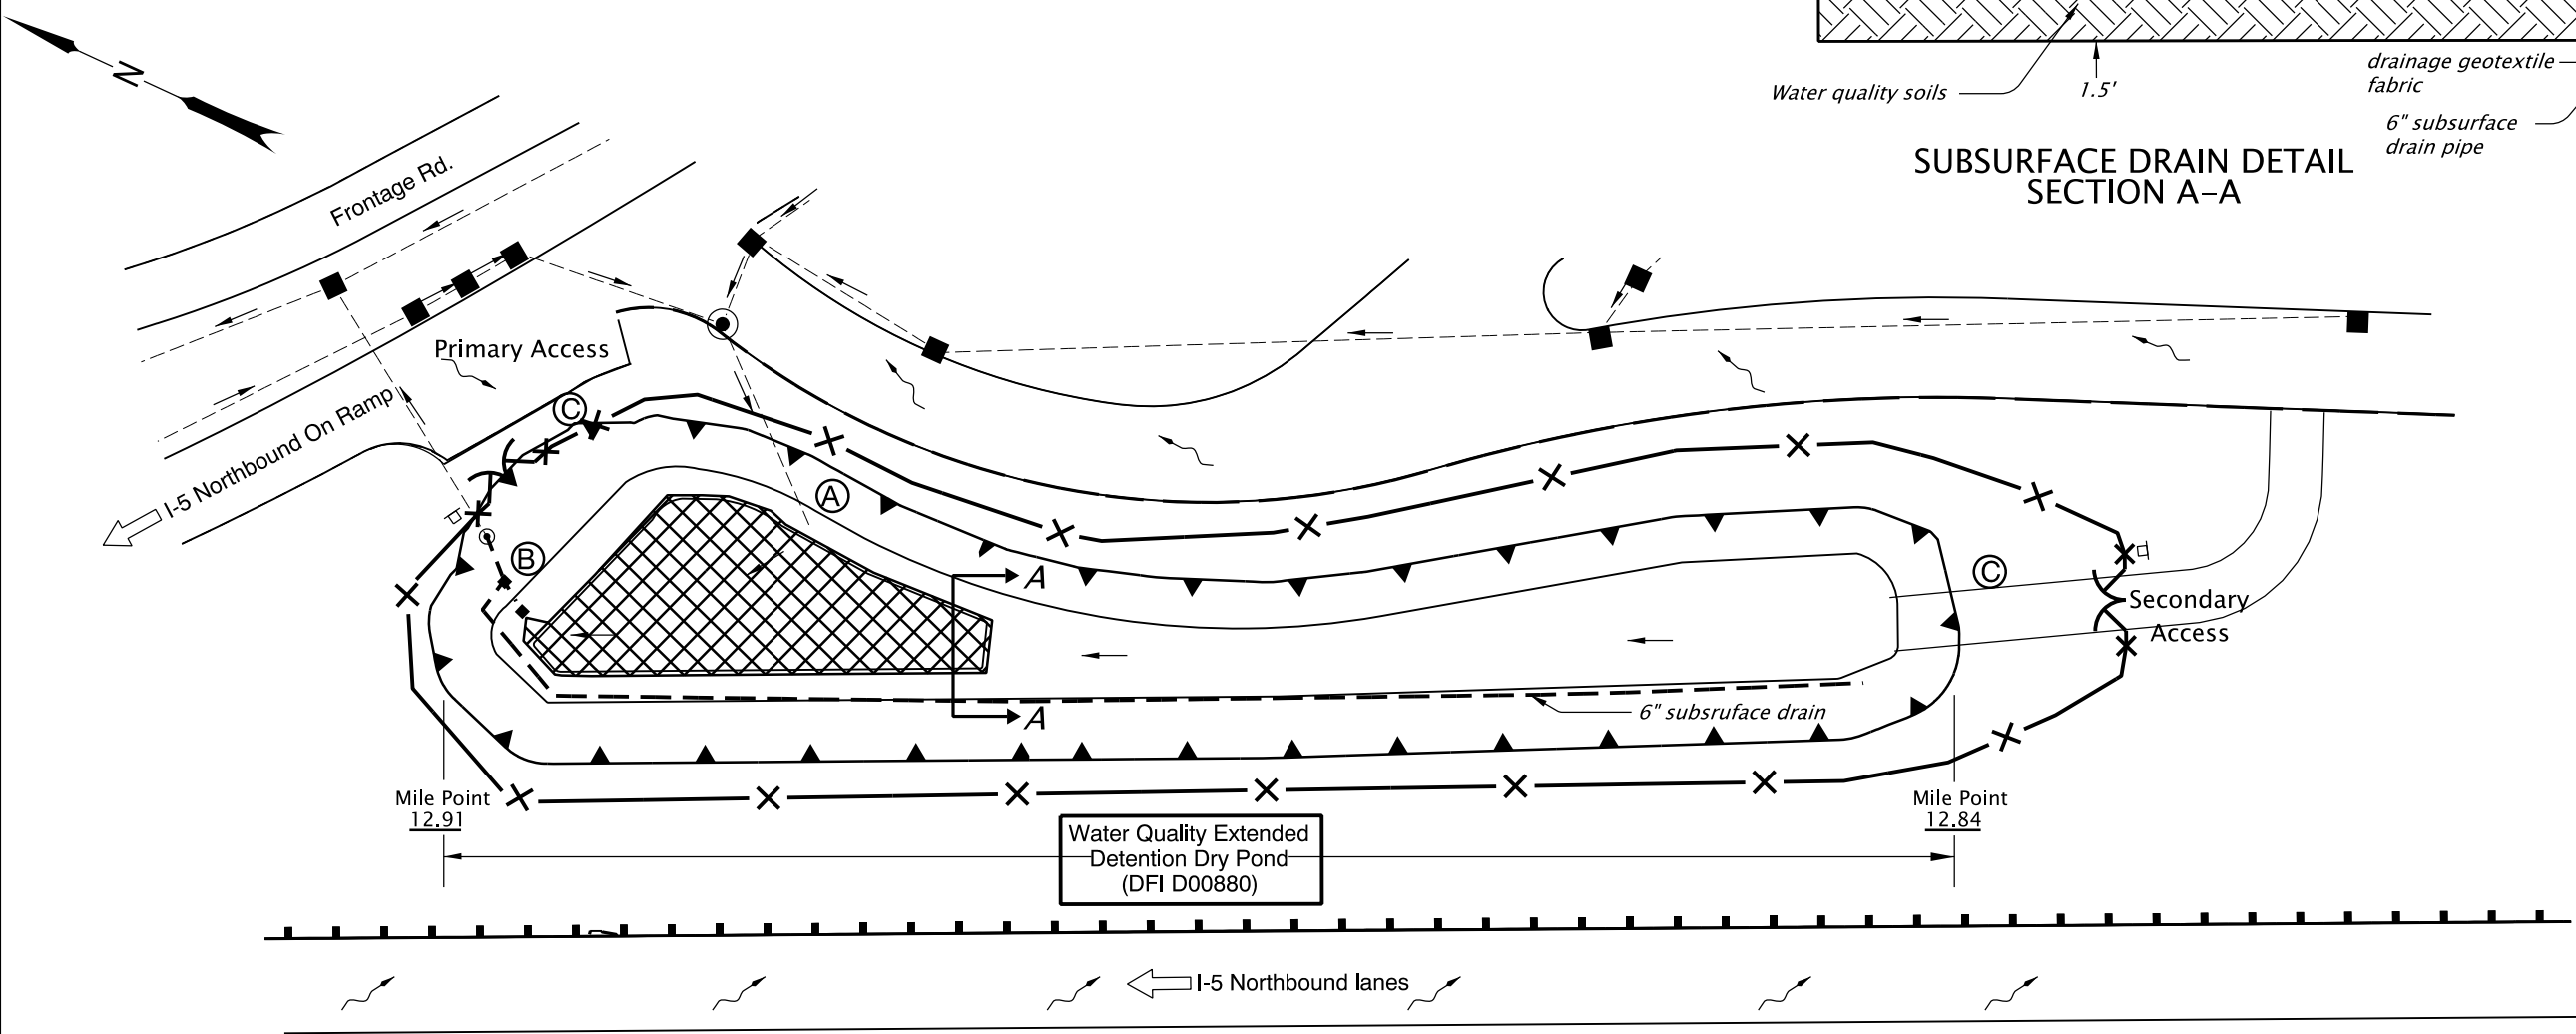 N
Water quality soils
1.5'
drainage geotextile
fabric
6" subsurface
drain pipe
SUBSURFACE DRAIN DETAIL
SECTION A-A
Frontage Rd.
Primary Access
I-5 Northbound On Ramp
C
A
B
A
A
C
Secondary
Access
6" subsruface drain
Mile Point
12.91
Mile Point
12.84
Water Quality Extended
Detention Dry Pond
(DFI D00880)
I-5 Northbound lanes